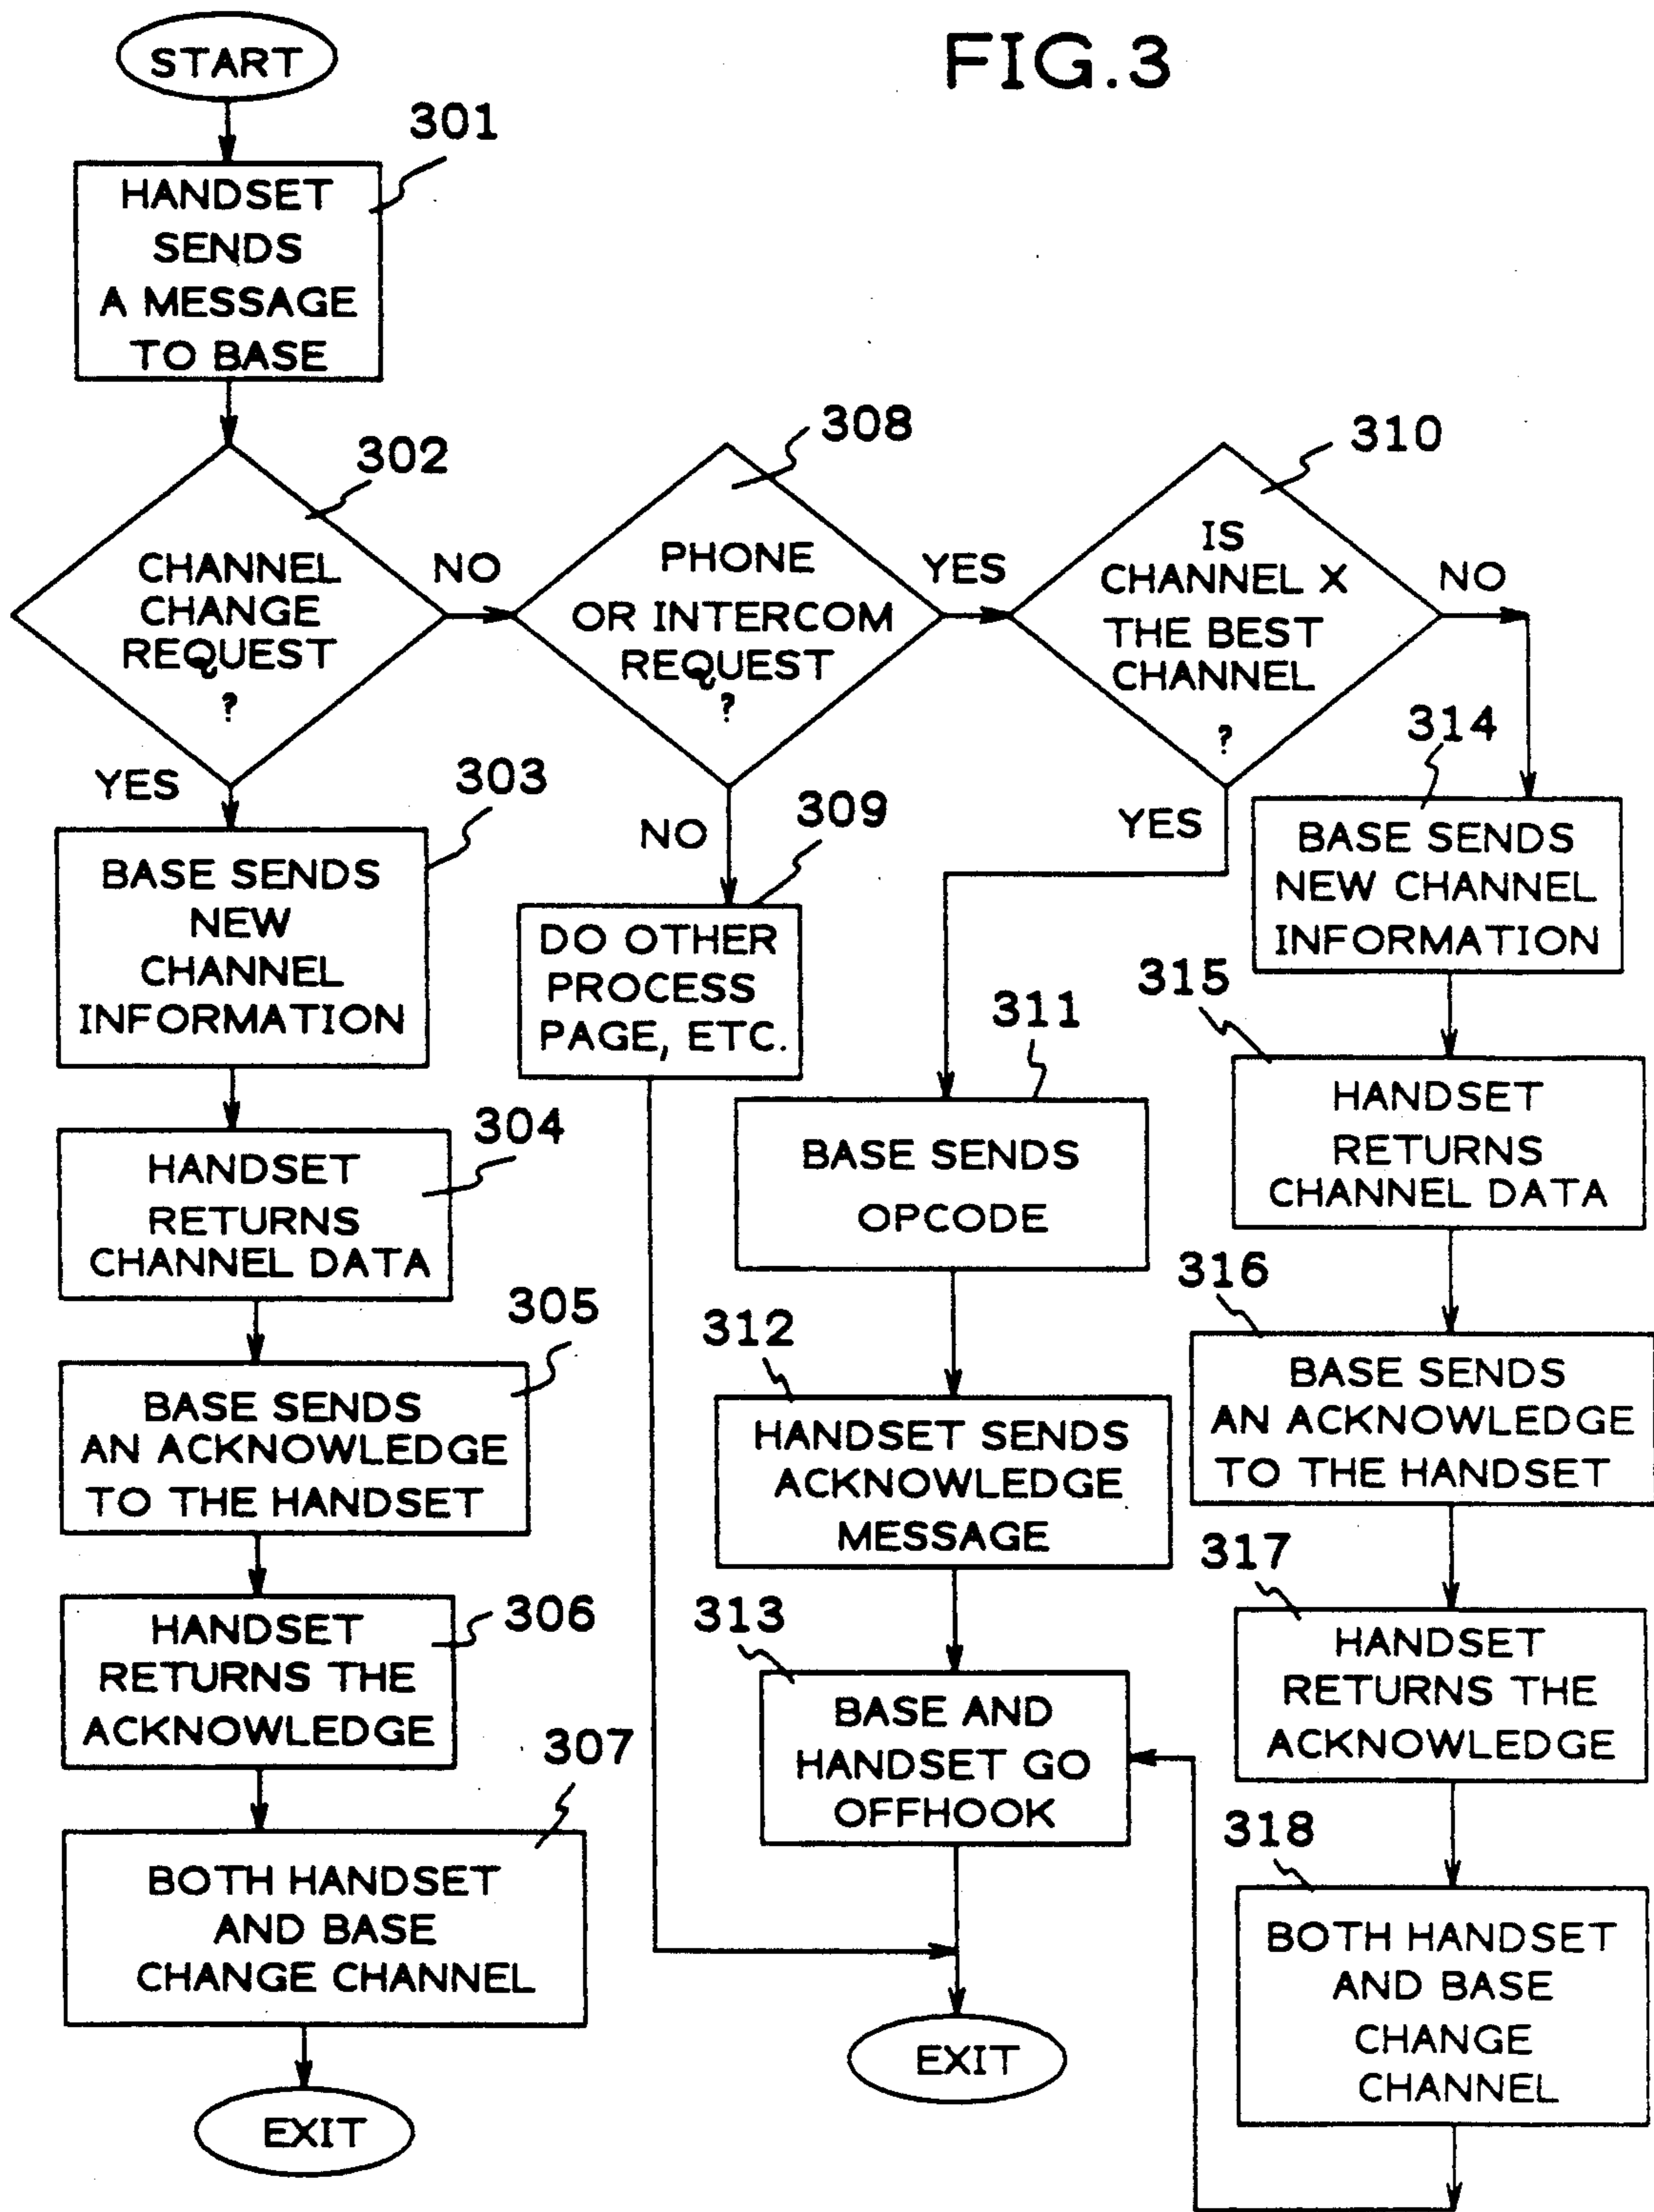 FIG.3
START
301
HANDSET
SENDS
A MESSAGE
TO BASE
302
CHANNEL
CHANGE
REQUEST
?
NO
YES
308
PHONE
OR INTERCOM
REQUEST
?
YES
NO
310
IS
CHANNEL X
THE BEST
CHANNEL
?
NO
YES
303
BASE SENDS
NEW
CHANNEL
INFORMATION
304
HANDSET
RETURNS
CHANNEL DATA
305
BASE SENDS
AN ACKNOWLEDGE
TO THE HANDSET
306
HANDSET
RETURNS THE
ACKNOWLEDGE
307
BOTH HANDSET
AND BASE
CHANGE CHANNEL
EXIT
309
DO OTHER
PROCESS
PAGE, ETC.
311
BASE SENDS
OPCODE
312
HANDSET SENDS
ACKNOWLEDGE
MESSAGE
313
BASE AND
HANDSET GO
OFFHOOK
EXIT
314
BASE SENDS
NEW CHANNEL
INFORMATION
315
HANDSET
RETURNS
CHANNEL DATA
316
BASE SENDS
AN ACKNOWLEDGE
TO THE HANDSET
317
HANDSET
RETURNS THE
ACKNOWLEDGE
318
BOTH HANDSET
AND BASE
CHANGE
CHANNEL